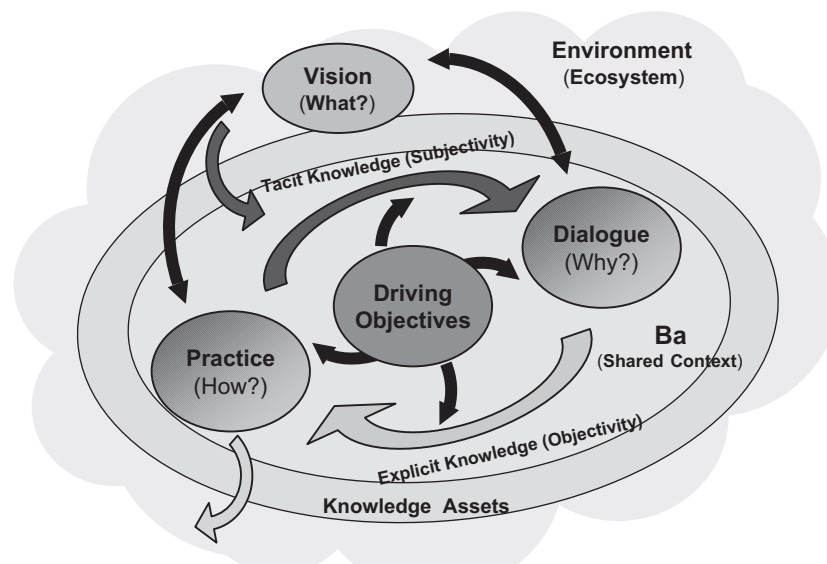 Environment
(Ecosystem)
Vision
(What?)
Tacit Knowledge (Subjectivity)
Dialogue
(Why?)
Driving
Objectives
Ba
(Shared Context)
Practice
(How?)
Explicit Knowledge (Objectivity)
Knowledge Assets